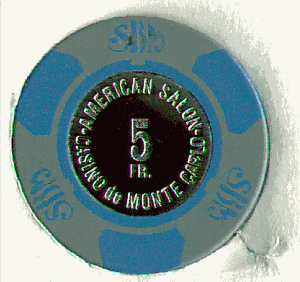 SBM
AMERICAN SALON
5
FR.
CASINO de MONTE CARLO
SBM
SBM